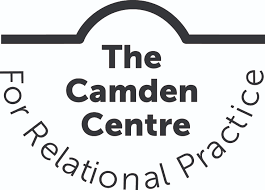 The
Camden
Centre
For Relational Practice